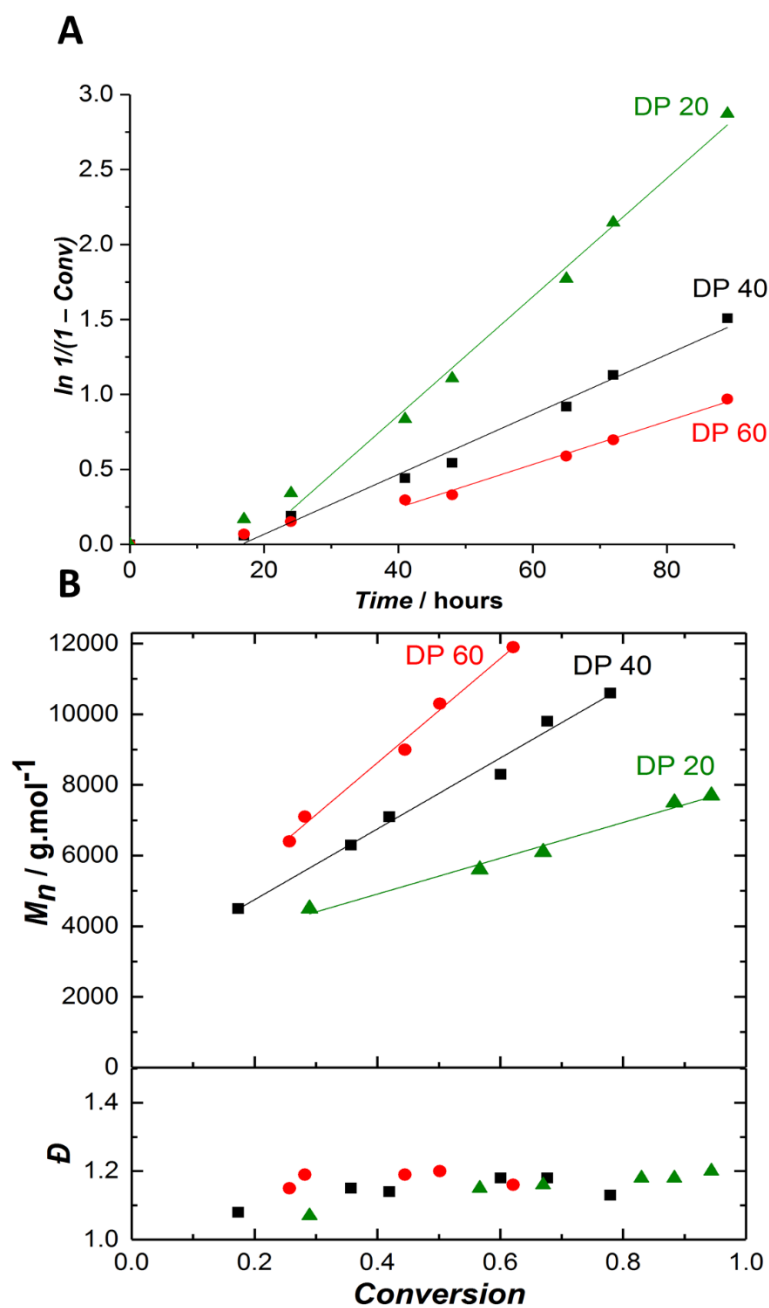 A
3.0
2.5
2.0
1.5
1.0
0.5
0.0
ln 1/(1 – Conv)
DP 20
DP 40
DP 60
0 20 40 60 80
Time / hours
B
12000
10000
8000
6000
4000
2000
0
Mn / g.mol-1
DP 60
DP 40
DP 20
1.4
1.2
1.0
Đ
0.0 0.2 0.4 0.6 0.8 1.0
Conversion